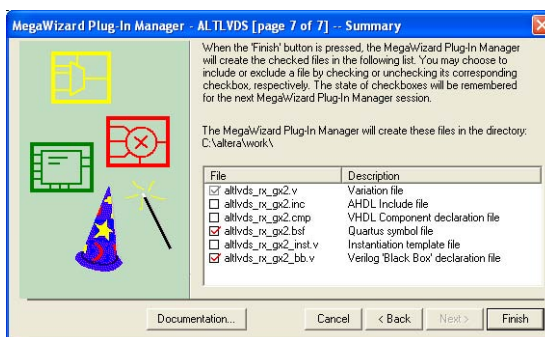 MegaWizard Plug-In Manager - ALTLVDS [page 7 of 7] -- Summary
When the 'Finish' button is pressed, the MegaWizard Plug-In Manager
will create the checked files in the following list. You may choose to
include or exclude a file by checking or unchecking its corresponding
checkbox, respectively. The state of checkboxes will be remembered
for the next MegaWizard Plug-In Manager session.
The MegaWizard Plug-In Manager will create these files in the directory:
C:\altera\work\
File Description
altlvds_rx_gx2.v Variation file
altlvds_rx_gx2.inc AHDL Include file
altlvds_rx_gx2.cmp VHDL Component declaration file
altlvds_rx_gx2.bsf Quartus symbol file
altlvds_rx_gx2_inst.v Instantiation template file
altlvds_rx_gx2_bb.v Verilog 'Black Box' declaration file
Documentation... Cancel < Back Next > Finish